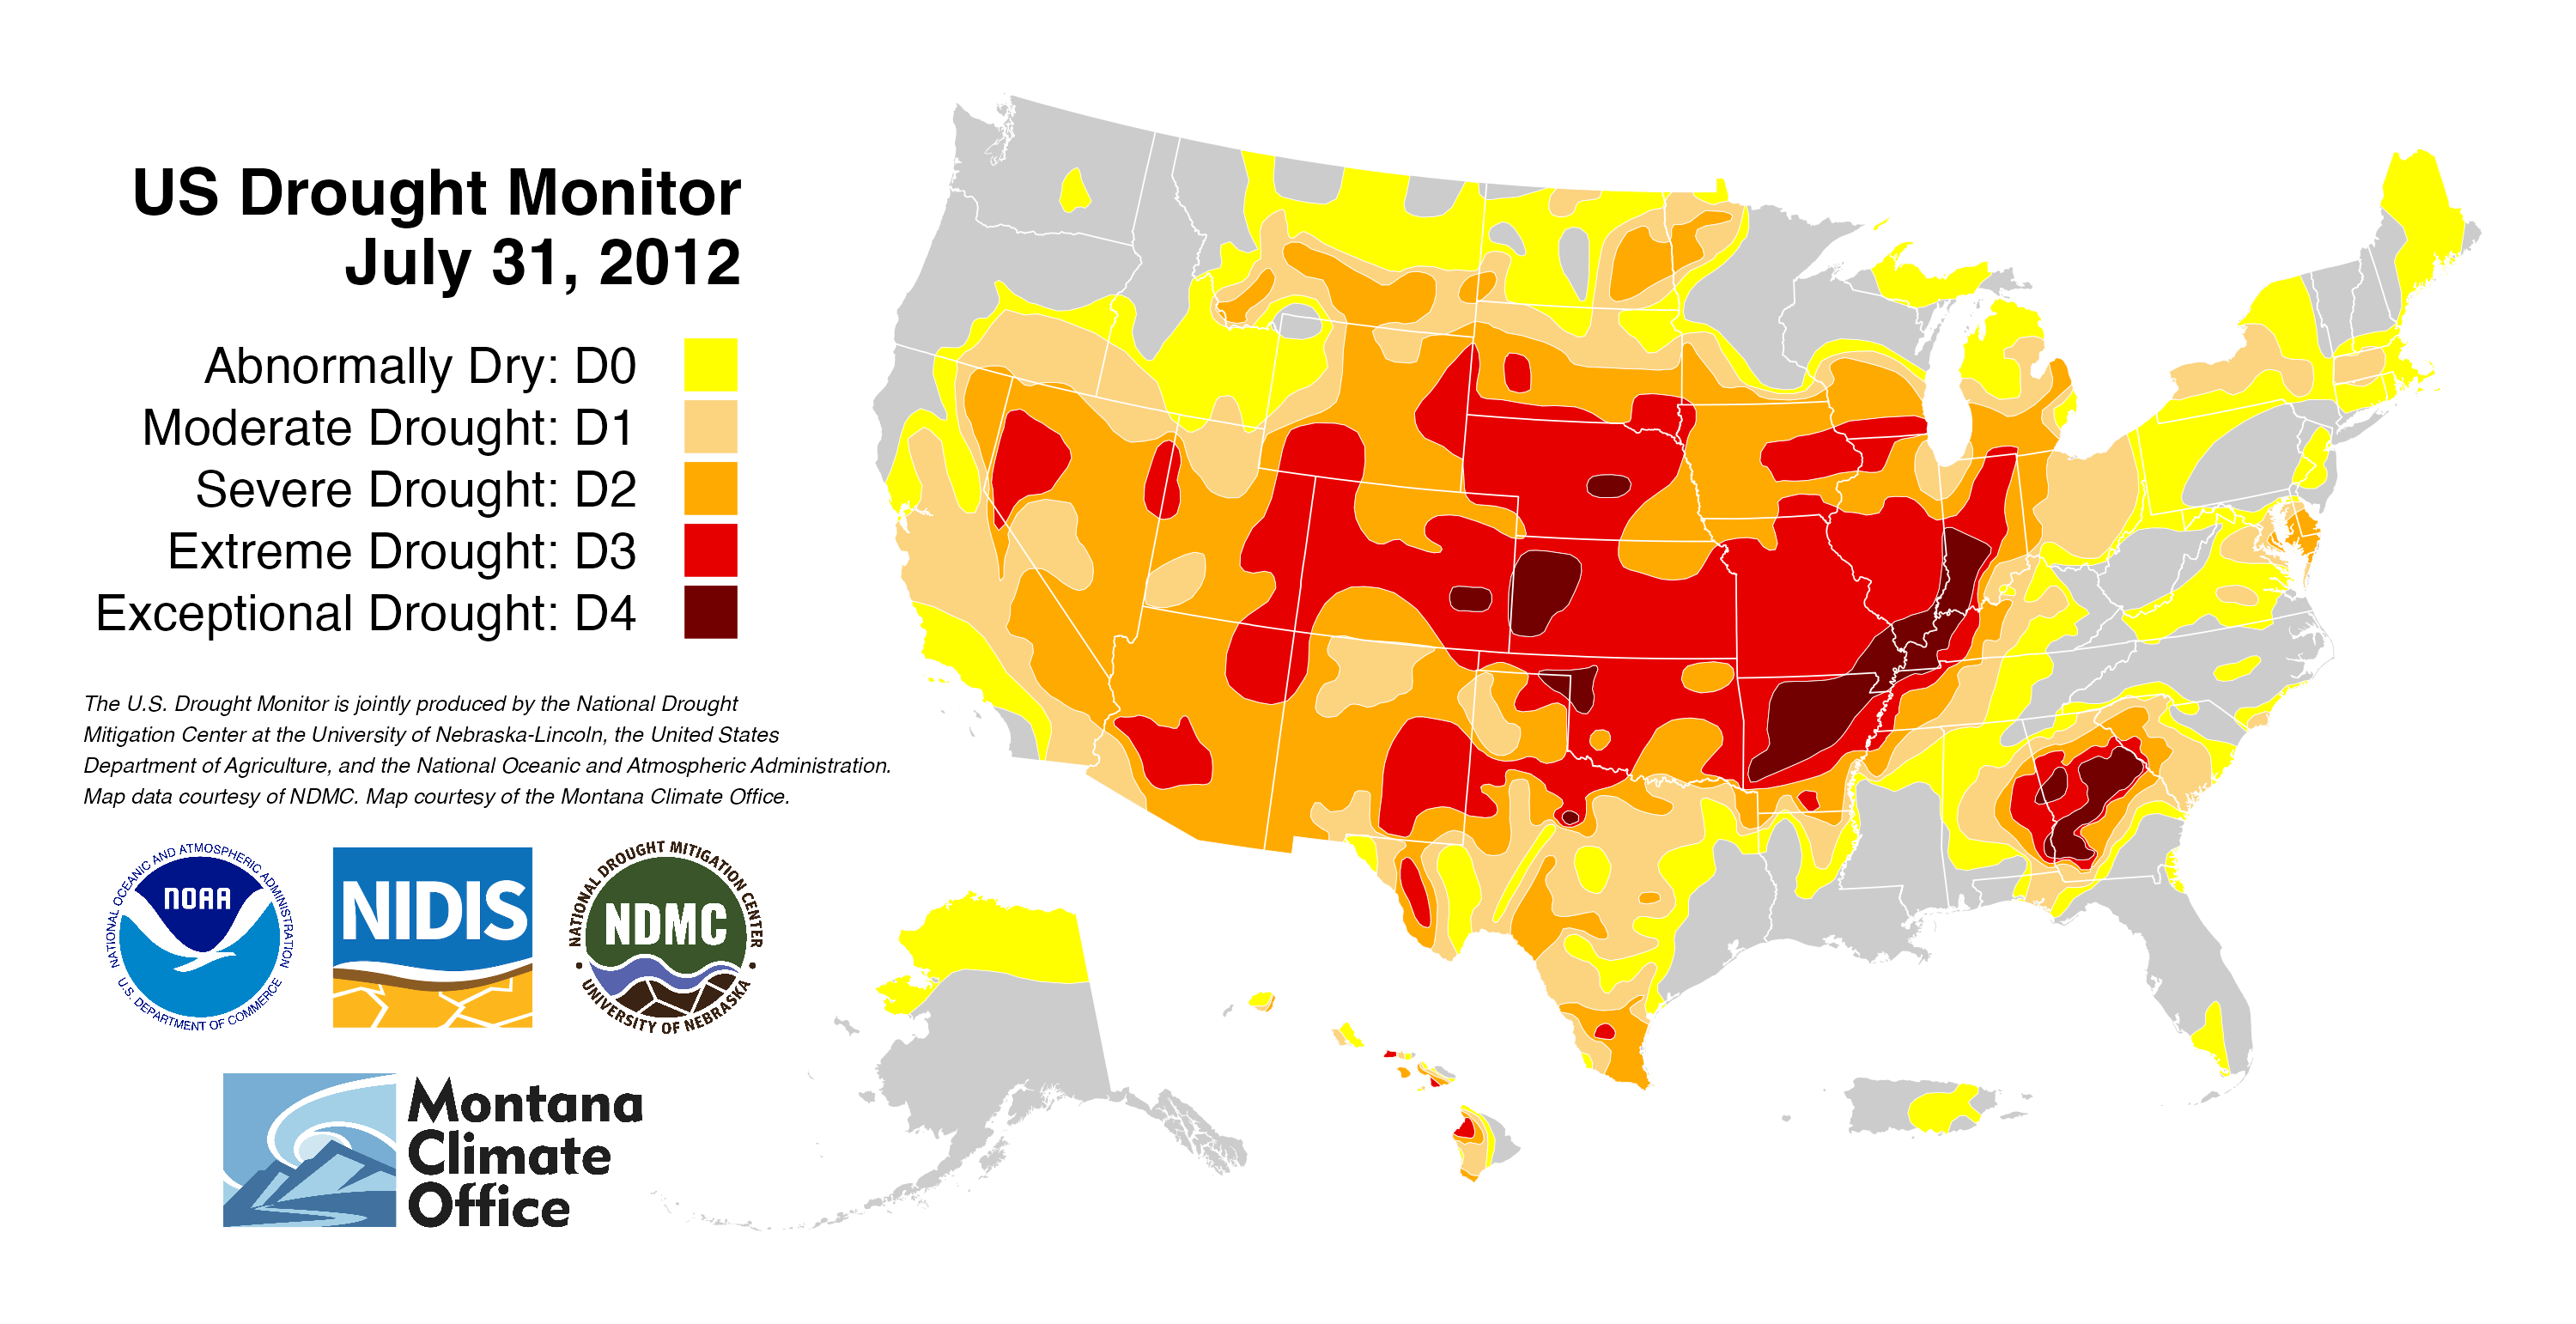 US Drought Monitor
July 31, 2012
Abnormally Dry: D0
Moderate Drought: D1
Severe Drought: D2
Extreme Drought: D3
Exceptional Drought: D4
The U.S. Drought Monitor is jointly produced by the National Drought
Mitigation Center at the University of Nebraska-Lincoln, the United States
Department of Agriculture, and the National Oceanic and Atmospheric Administration.
Map data courtesy of NDMC. Map courtesy of the Montana Climate Office.
NATIONAL OCEANIC AND ATMOSPHERIC ADMINISTRATION
NOAA
U.S. DEPARTMENT OF COMMERCE
NIDIS
NATIONAL DROUGHT MITIGATION CENTER
NDMC
UNIVERSITY OF NEBRASKA
Montana
Climate
Office